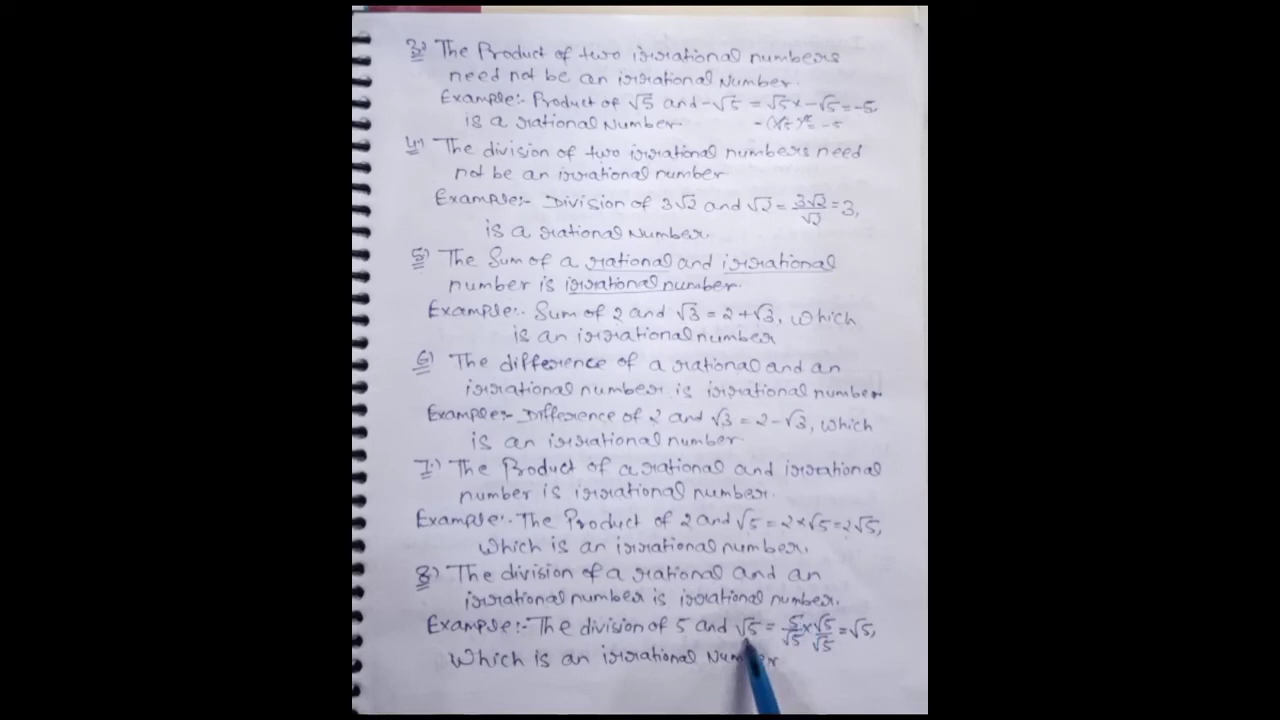 3.) The Product of two irrational numbers
need not be an irrational Number.
Example:- Product of √5 and -√5 = √5 x -√5 = -5,
is a rational Number. -(√5)² = -5
4.) The division of two irrational numbers need
not be an irrational number
Example:- Division of 3√2 and √2 = 3√2/√2 = 3,
is a rational Number.
5.) The Sum of a rational and irrational
number is irrational number.
Example:- Sum of 2 and √3 = 2+√3, which
is an irrational number
6.) The difference of a rational and an
irrational number is irrational number
Example:- Difference of 2 and √3 = 2-√3, which
is an irrational number.
7.) The Product of a rational and irrational
number is irrational number.
Example:- The Product of 2 and √5 = 2x√5 = 2√5,
which is an irrational number.
8.) The division of a rational and an
irrational number is irrational number.
Example:- The division of 5 and √5 = 5/√5 x √5/√5 = √5,
Which is an irrational Number